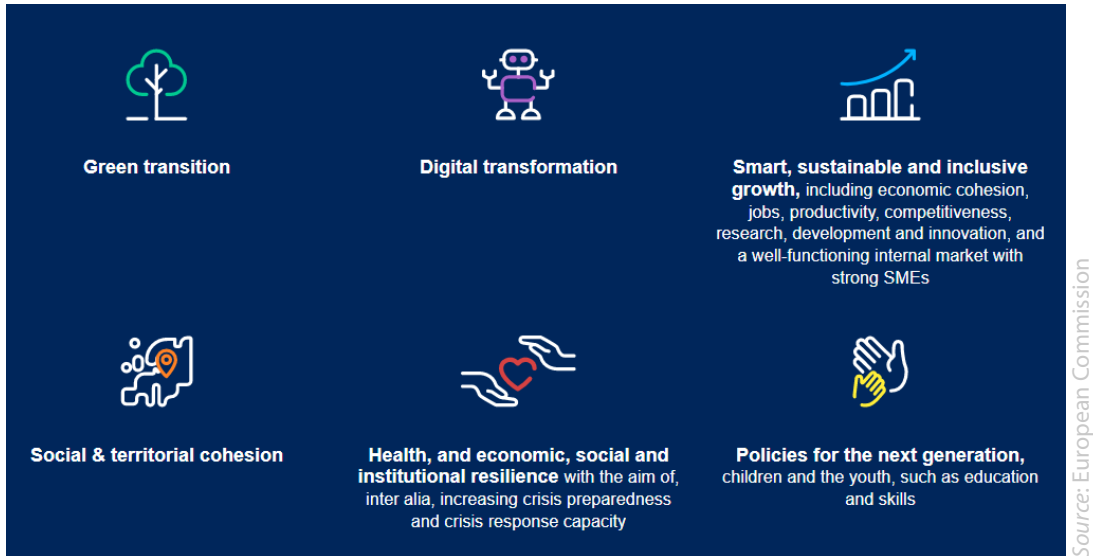 Green transition
Digital transformation
Smart, sustainable and inclusive
growth, including economic cohesion,
jobs, productivity, competitiveness,
research, development and innovation, and
a well-functioning internal market with
strong SMEs
Social & territorial cohesion
Health, and economic, social and
institutional resilience with the aim of,
inter alia, increasing crisis preparedness
and crisis response capacity
Policies for the next generation,
children and the youth, such as education
and skills
Source: European Commission